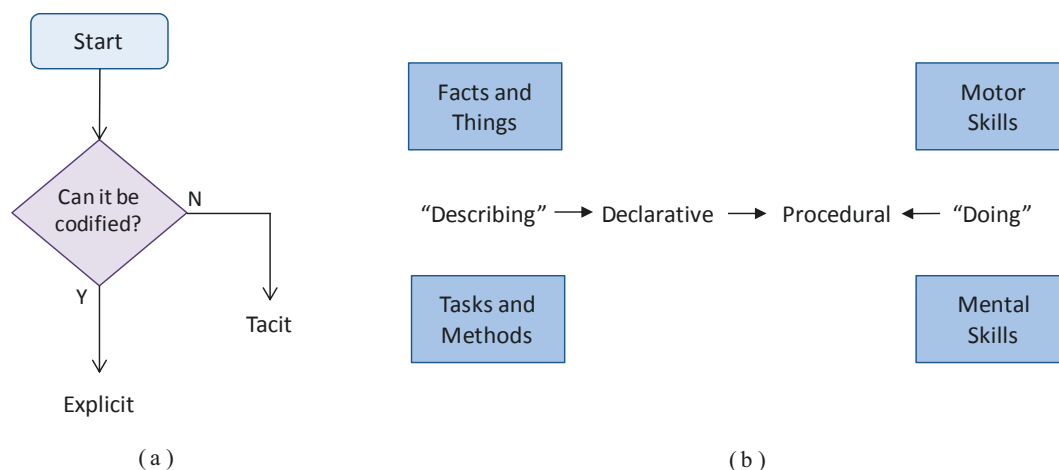 Start
Can it be
codified?
N
Y
Tacit
Explicit
( a )
Facts and
Things
Motor
Skills
“Describing”
Declarative
Procedural
“Doing”
Tasks and
Methods
Mental
Skills
( b )